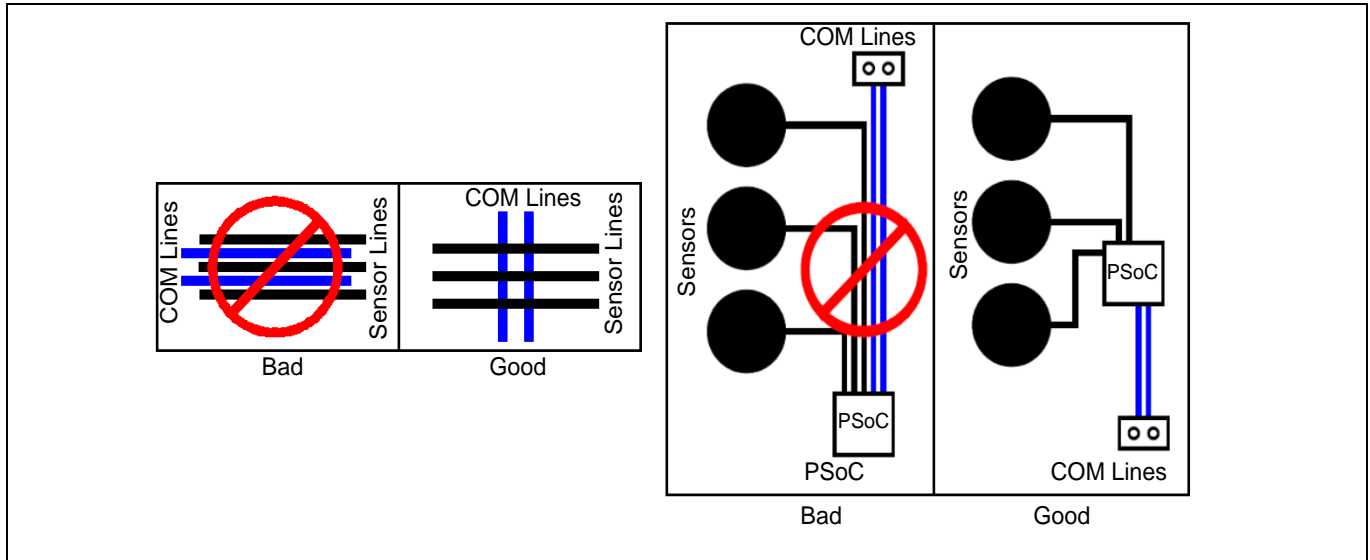 COM Lines
Sensor Lines
Bad
COM Lines
Sensor Lines
Good
COM Lines
Sensors
PSoC
PSoC
Bad
Sensors
PSoC
COM Lines
Good